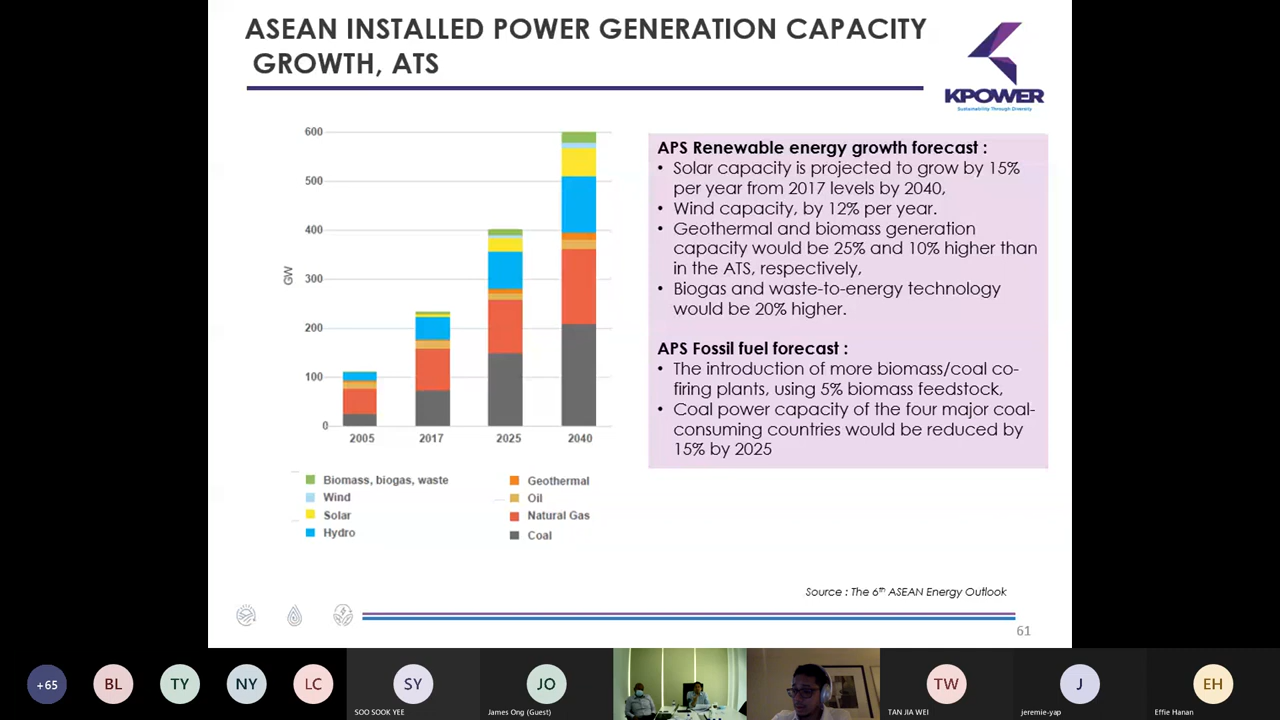 ASEAN INSTALLED POWER GENERATION CAPACITY
GROWTH, ATS
KPOWER
Sustainability Through Diversity
600
500
400
300
200
100
0
GW
2005
2017
2025
2040
Biomass, biogas, waste
Wind
Solar
Hydro
Geothermal
Oil
Natural Gas
Coal
APS Renewable energy growth forecast :
• Solar capacity is projected to grow by 15%
per year from 2017 levels by 2040,
• Wind capacity, by 12% per year.
• Geothermal and biomass generation
capacity would be 25% and 10% higher than
in the ATS, respectively,
• Biogas and waste-to-energy technology
would be 20% higher.
APS Fossil fuel forecast :
• The introduction of more biomass/coal co-
firing plants, using 5% biomass feedstock,
• Coal power capacity of the four major coal-
consuming countries would be reduced by
15% by 2025
Source : The 6th ASEAN Energy Outlook
61
+65
BL
TY
NY
LC
SY
SOO SOOK YEE
JO
James Ong (Guest)
TW
TAN JIA WEI
J
jeremie-yap
EH
Effie Hanan